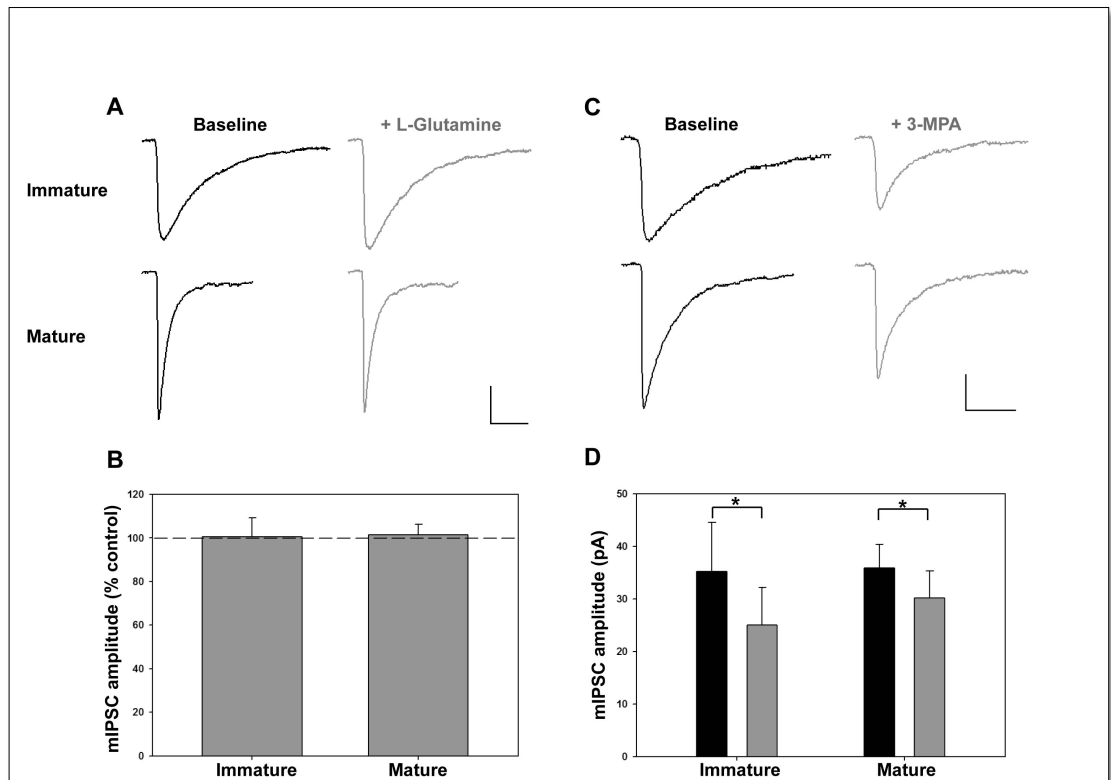 A
Baseline
+ L-Glutamine
Immature
Mature
C
Baseline
+ 3-MPA
B
mIPSC amplitude (% control)
120
100
80
60
40
20
0
Immature
Mature
D
mIPSC amplitude (pA)
50
40
30
20
10
0
*
*
Immature
Mature